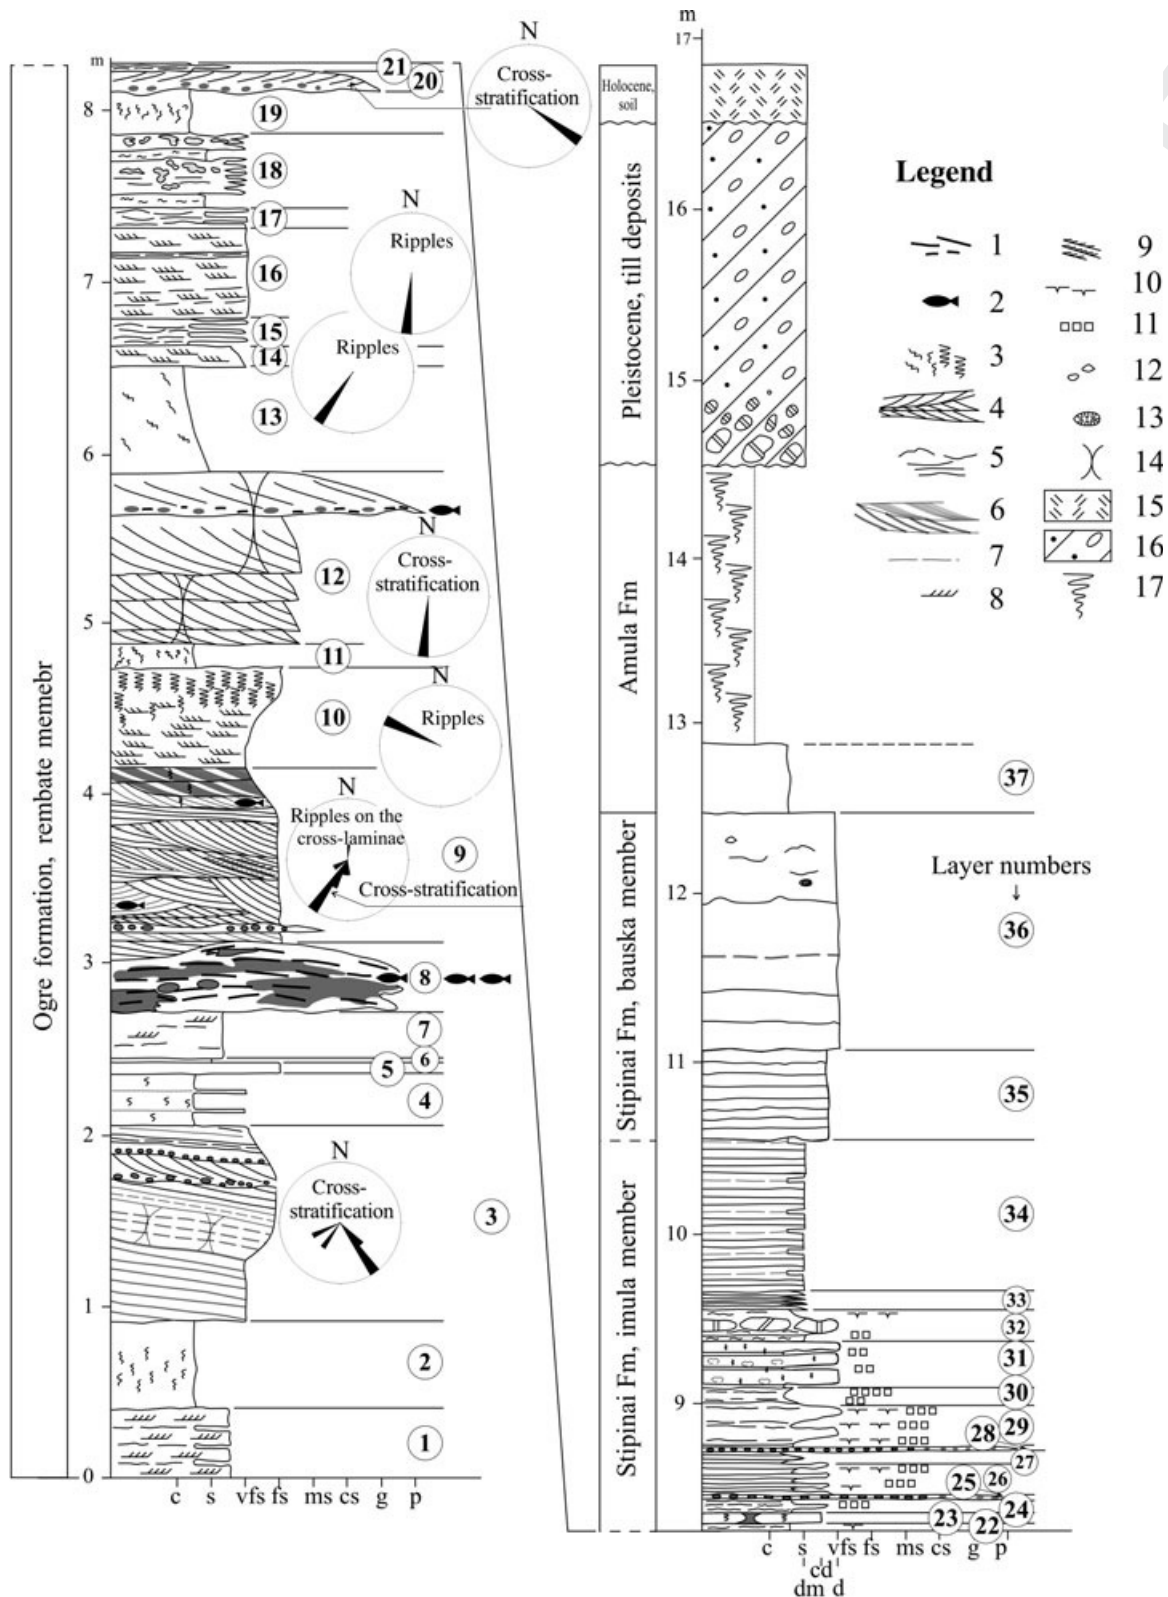 m
8
7
6
5
4
3
2
1
0
Ogre formation, rembate memebr
21
20
19
18
17
16
15
14
13
12
11
10
9
8
7
6
5
4
3
2
1
N
Cross-
stratification
N
Ripples
N
Ripples
N
Cross-
stratification
N
Ripples
N
Ripples on the
cross-laminae
Cross-stratification
N
Cross-
stratification
c s vfs fs ms cs g p
m
17
16
15
14
13
12
11
10
9
Holocene,
soil
Pleistocene, till deposits
Amula Fm
Stipinai Fm, bauska member
Stipinai Fm, imula member
Layer numbers
37
36
35
34
33
32
31
30
29
28
27
26
25
24
23
22
c s vfs fs ms cs g p
cd
dm d
Legend
1
2
3
4
5
6
7
8
9
10
11
12
13
14
15
16
17